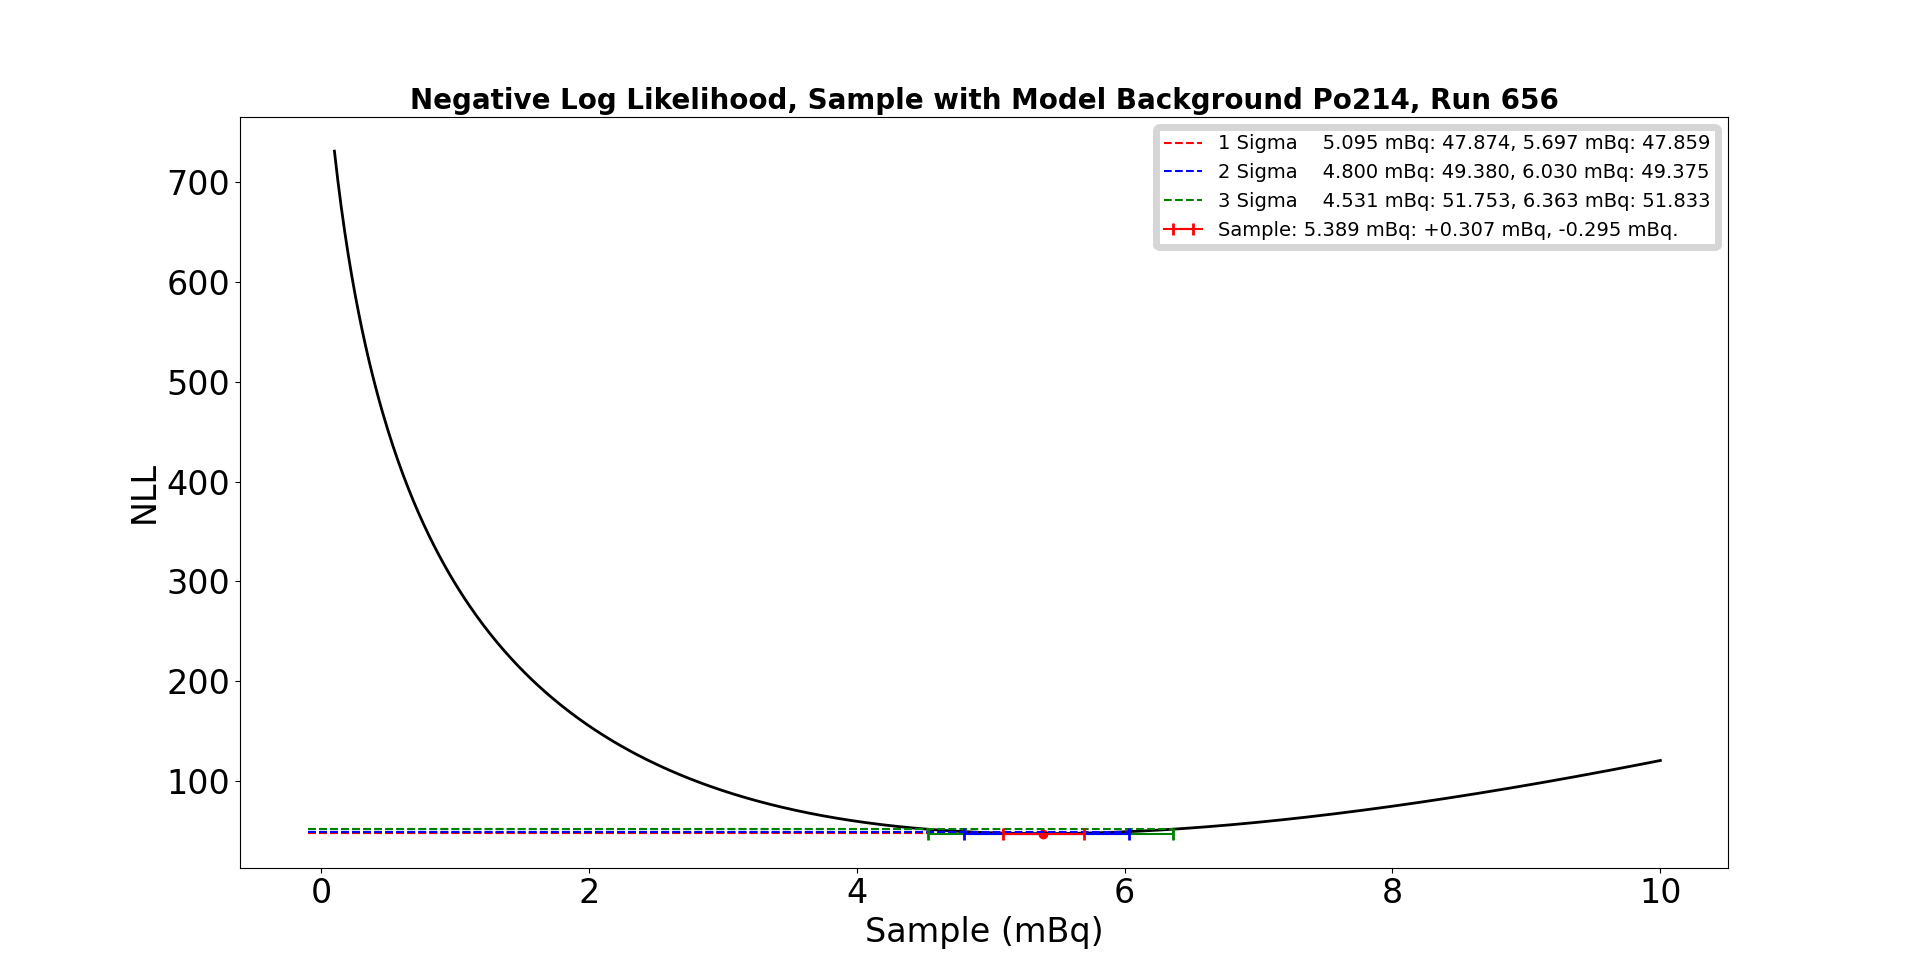 Negative Log Likelihood, Sample with Model Background Po214, Run 656
1 Sigma    5.095 mBq: 47.874, 5.697 mBq: 47.859
2 Sigma    4.800 mBq: 49.380, 6.030 mBq: 49.375
3 Sigma    4.531 mBq: 51.753, 6.363 mBq: 51.833
Sample: 5.389 mBq: +0.307 mBq, -0.295 mBq.
NLL
700
600
500
400
300
200
100
0 2 4 6 8 10
Sample (mBq)